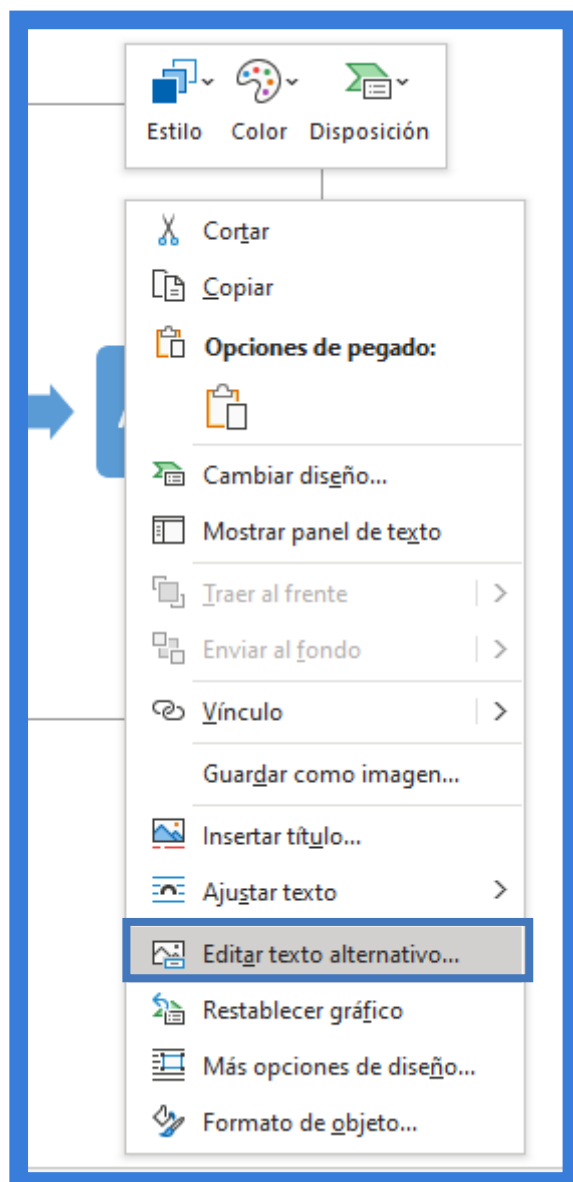 Estilo Color Disposición
Cortar
Copiar
Opciones de pegado:
Cambiar diseño...
Mostrar panel de texto
Traer al frente
Enviar al fondo
Vínculo
Guardar como imagen...
Insertar título...
Ajustar texto
Editar texto alternativo...
Restablecer gráfico
Más opciones de diseño...
Formato de objeto...